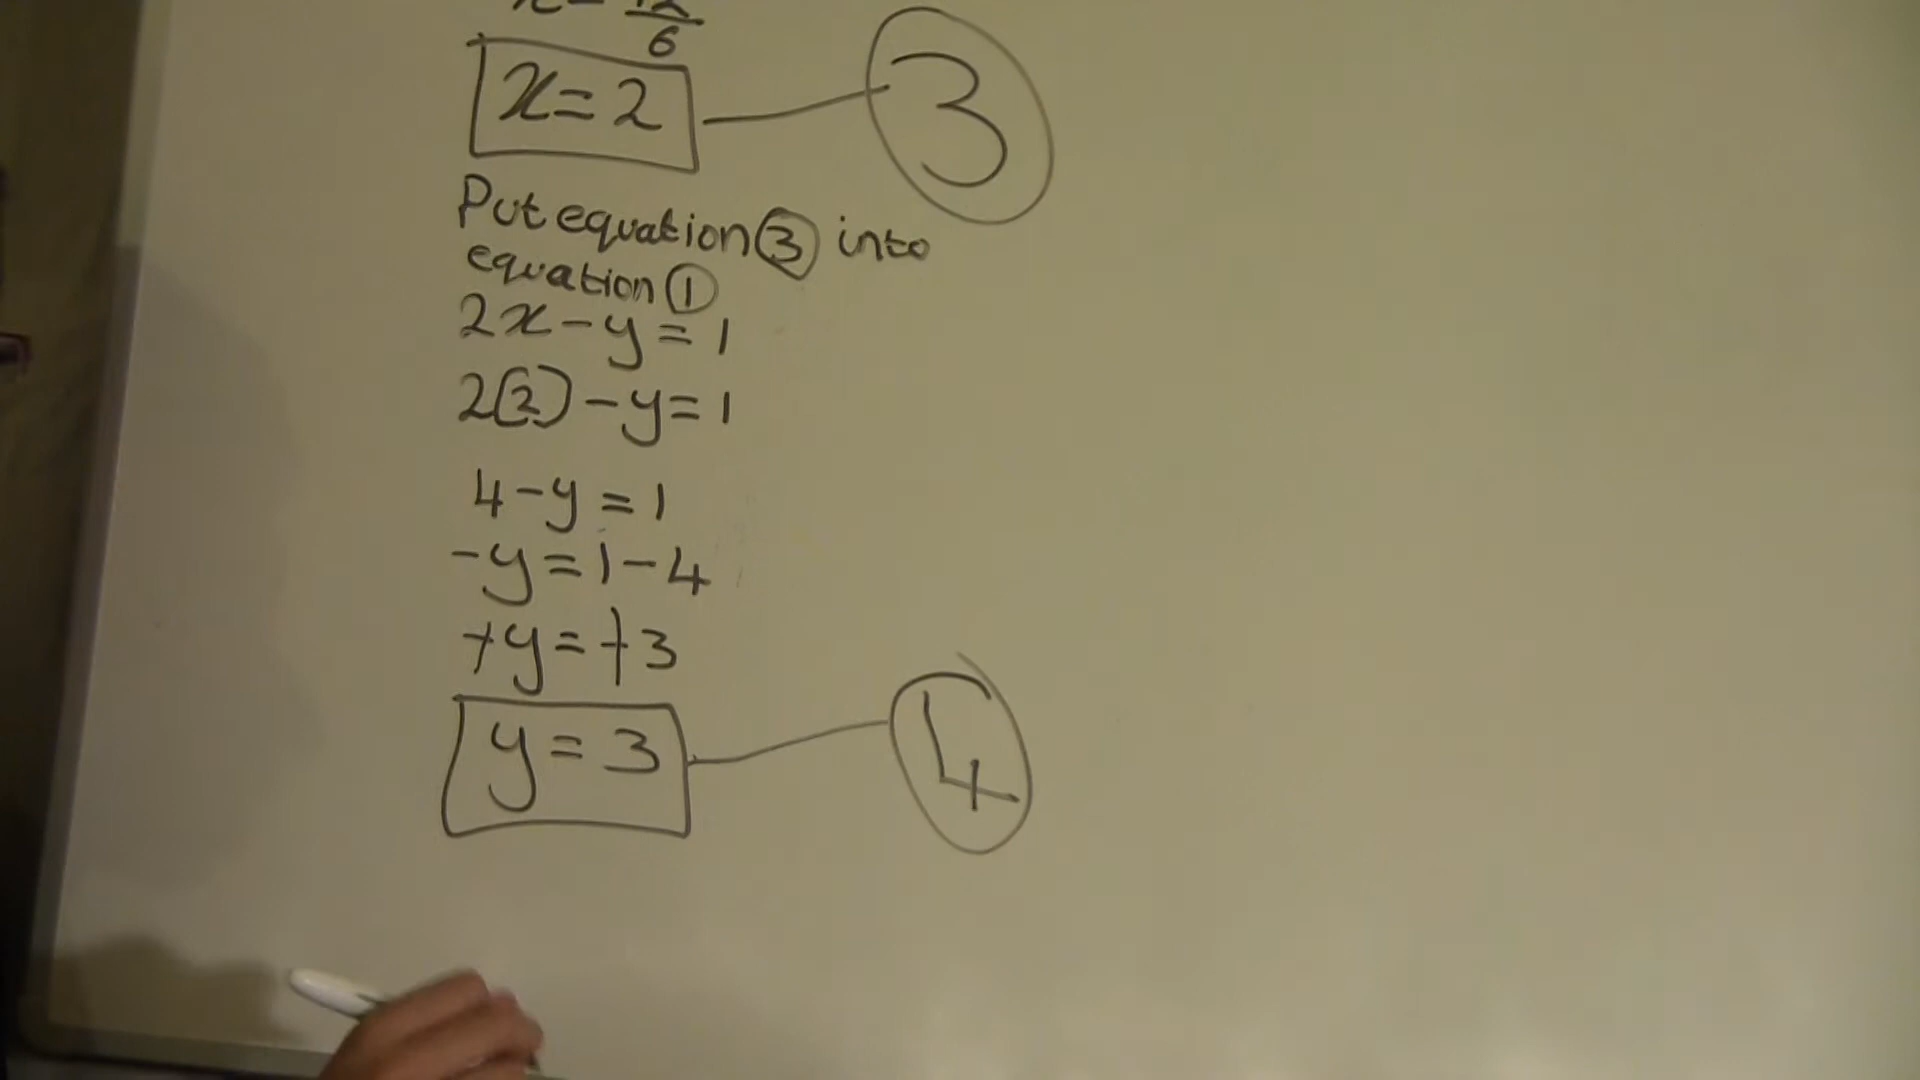 x = 12/6
x = 2 3
Put equation 3 into
equation 1
2x - y = 1
2(2) - y = 1
4 - y = 1
-y = 1 - 4
+y = +3
y = 3 4